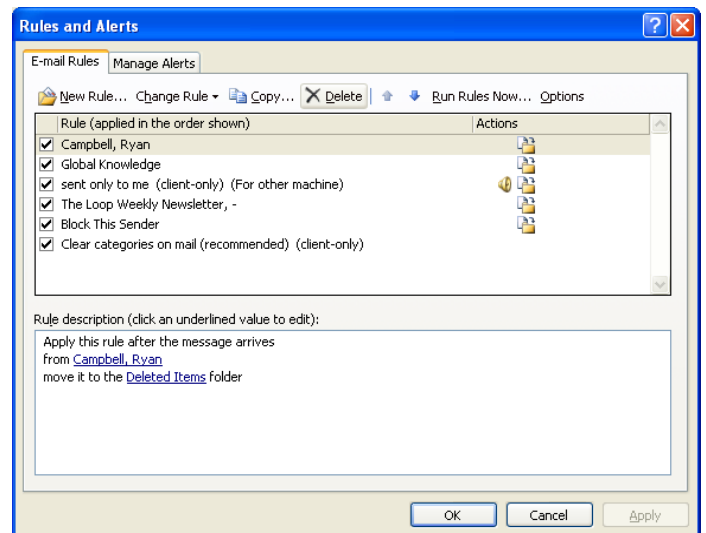 Rules and Alerts
E-mail Rules Manage Alerts
New Rule... Change Rule Copy... Delete Run Rules Now... Options
Rule (applied in the order shown) Actions
Campbell, Ryan
Global Knowledge
sent only to me (client-only) (For other machine)
The Loop Weekly Newsletter, -
Block This Sender
Clear categories on mail (recommended) (client-only)
Rule description (click an underlined value to edit):
Apply this rule after the message arrives
from Campbell, Ryan
move it to the Deleted Items folder
OK Cancel Apply